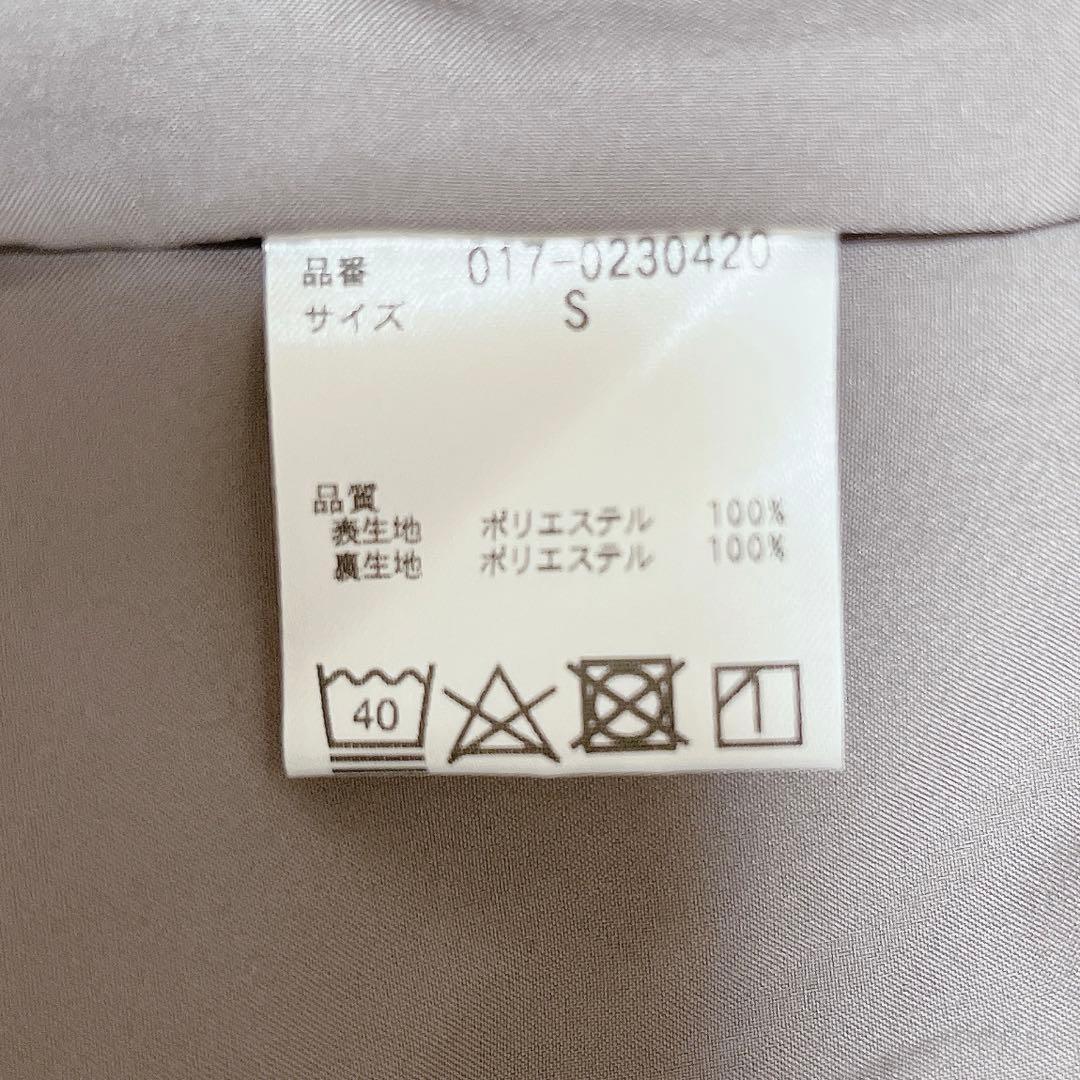 品番 017-0230420
サイズ S
品質
表生地 ポリエステル 100%
裏生地 ポリエステル 100%
40